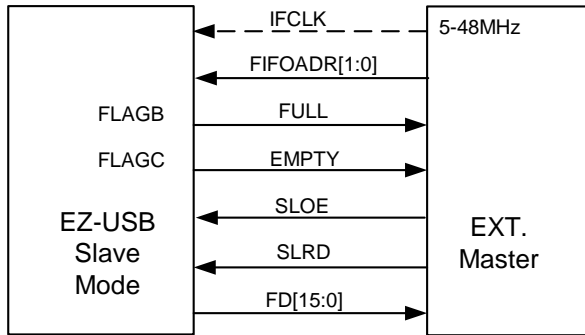 IFCLK
5-48MHz
FIFOADR[1:0]
FLAGB
FULL
FLAGC
EMPTY
SLOE
EZ-USB
Slave
Mode
EXT.
Master
SLRD
FD[15:0]